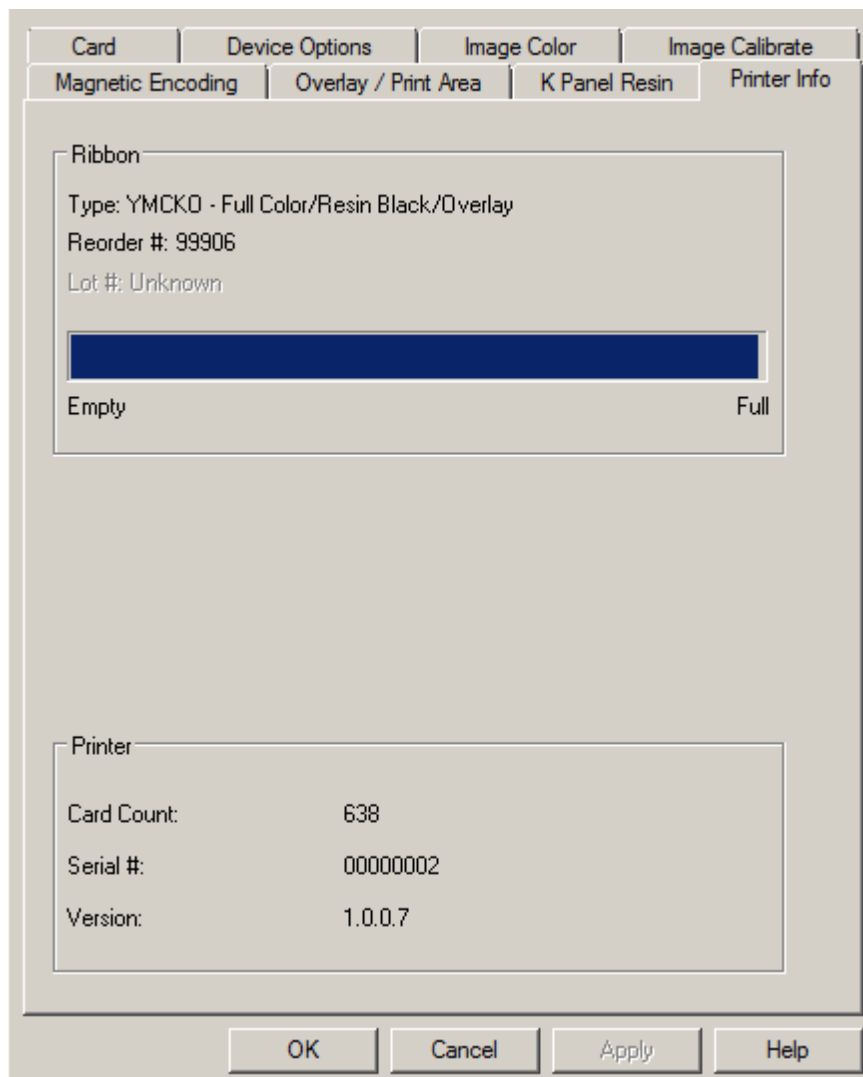 Card Device Options Image Color Image Calibrate
Magnetic Encoding Overlay / Print Area K Panel Resin Printer Info
Ribbon
Type: YMCKO - Full Color/Resin Black/Overlay
Reorder #: 99906
Lot #: Unknown
Empty Full
Printer
Card Count: 638
Serial #: 00000002
Version: 1.0.0.7
OK Cancel Apply Help